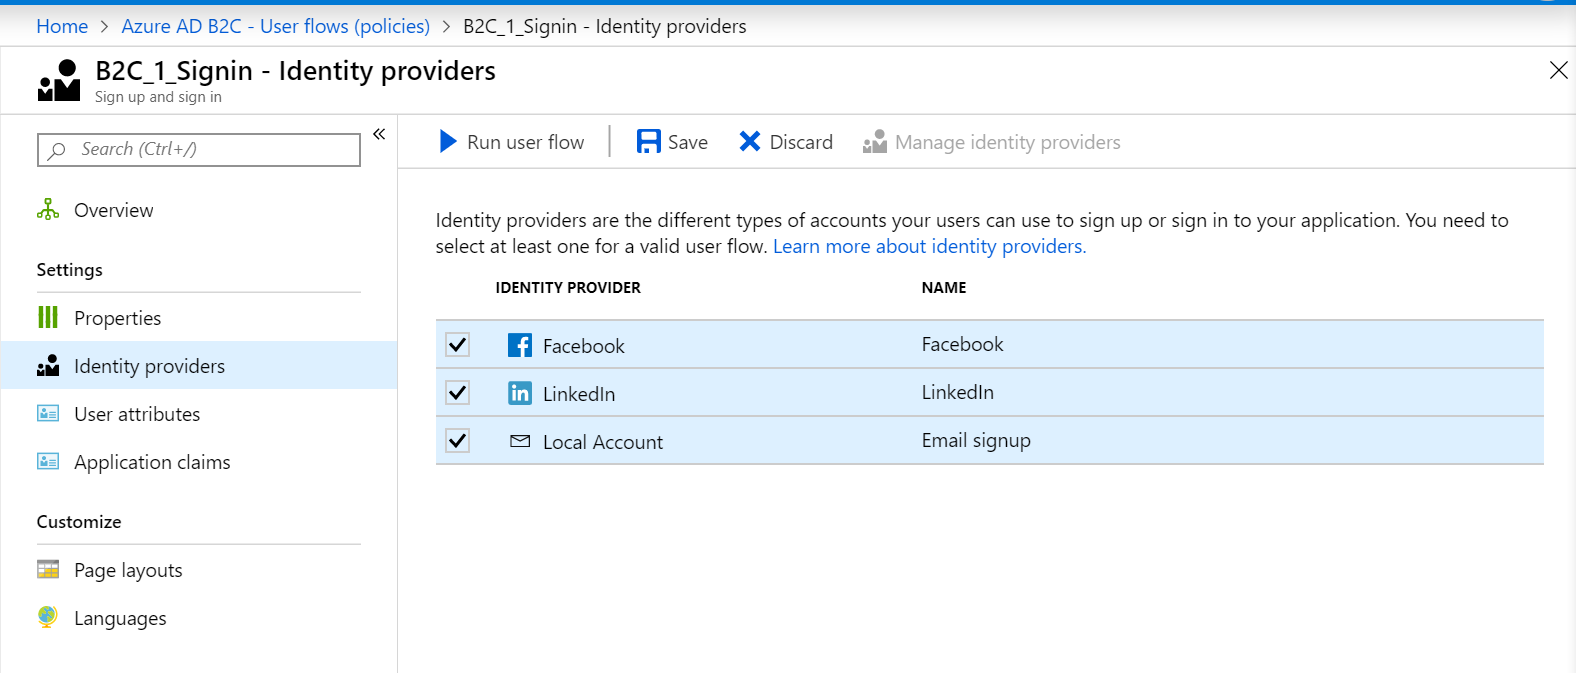 Home > Azure AD B2C - User flows (policies) > B2C_1_Signin - Identity providers
B2C_1_Signin - Identity providers
Sign up and sign in
Search (Ctrl+/)
Overview
Settings
Properties
Identity providers
User attributes
Application claims
Customize
Page layouts
Languages
Run user flow
Save
Discard
Manage identity providers
Identity providers are the different types of accounts your users can use to sign up or sign in to your application. You need to
select at least one for a valid user flow. Learn more about identity providers.
IDENTITY PROVIDER NAME
Facebook Facebook
LinkedIn LinkedIn
Local Account Email signup